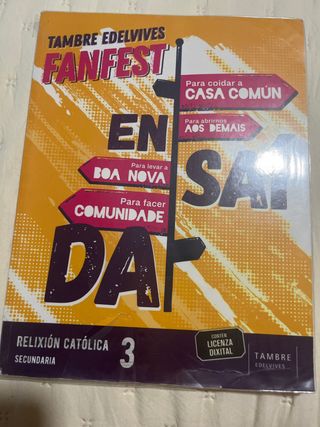 TAMBRE EDELVIVES
FANFEST
Para coidar a
CASA COMÚN
Para abrirnos
AOS DEMAIS
EN
SAÍ
Para levar a
BOA NOVA
Para facer
COMUNIDADE
DA
RELIXIÓN CATÓLICA 3
SECUNDARIA
CONTÉN
LICENZA
DIXITAL
TAMBRE
EDELVIVES